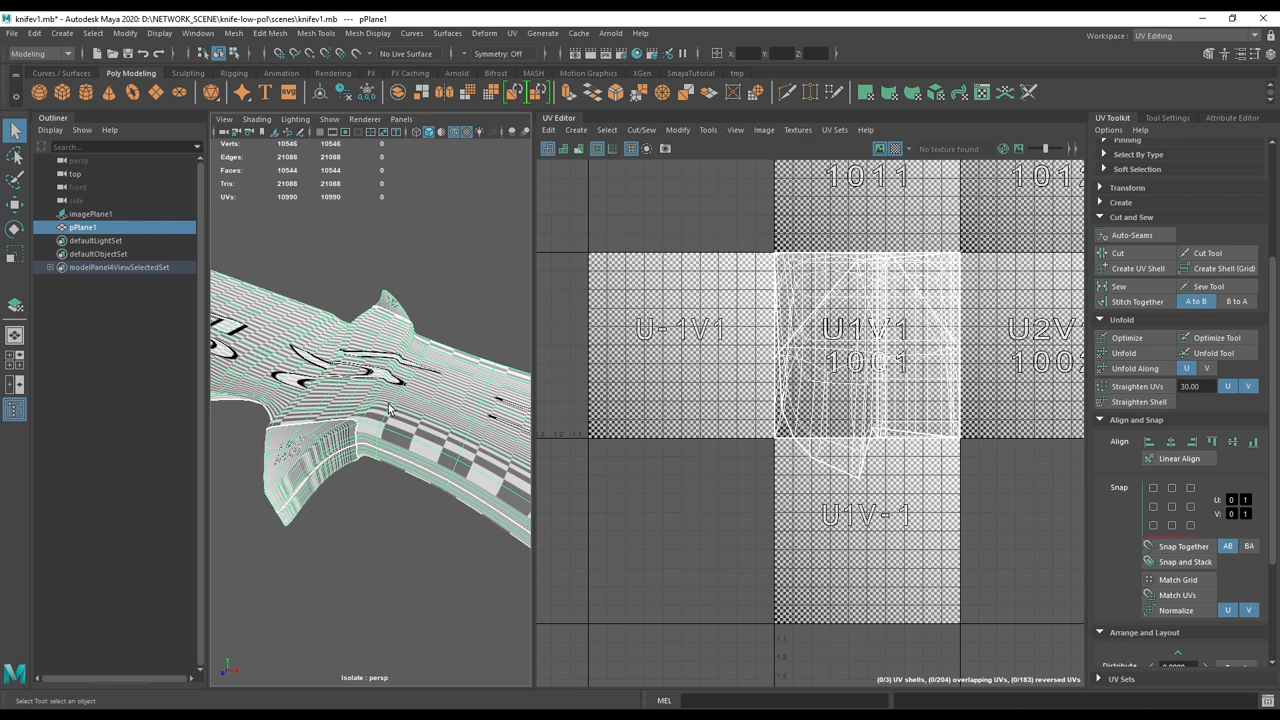 knifev1.mb* - Autodesk Maya 2020: D:\NETWORK_SCENE\knife-low-pol\scenes\knifev1.mb --- pPlane1
File Edit Create Select Modify Display Windows Mesh Edit Mesh Mesh Tools Mesh Display Curves Surfaces Deform UV Generate Cache Arnold Help
Workspace : UV Editing
Modeling
No Live Surface
Symmetry: Off
X:
Y:
Z:
Curves / Surfaces Poly Modeling Sculpting Rigging Animation Rendering FX FX Caching Arnold Bifrost MASH Motion Graphics XGen SmayaTutorial tmp
Outliner
Display Show Help
Search...
persp
top
front
side
imagePlane1
pPlane1
defaultLightSet
defaultObjectSet
modelPanel4ViewSelectedSet
View Shading Lighting Show Renderer Panels
Verts: 10546 10546 0
Edges: 21088 21088 0
Faces: 10544 10544 0
Tris: 21088 21088 0
UVs: 10990 10990 0
Isolate : persp
UV Editor
Edit Create Select Cut/Sew Modify Tools View Image Textures UV Sets Help
No texture found
1011
U-1V1
U1V1
1001
U1V-1
UV Toolkit Tool Settings Attribute Editor
Options Help
Pinning
Select By Type
Soft Selection
Transform
Create
Cut and Sew
Auto-Seams
Cut Cut Tool
Create UV Shell Create Shell (Grid)
Sew Sew Tool
Stitch Together A to B B to A
Unfold
Optimize Optimize Tool
Unfold Unfold Tool
Unfold Along U V
Straighten UVs 30.00 U V
Straighten Shell
Align and Snap
Align
Linear Align
Snap
U: 0 1
V: 0 1
Snap Together AB BA
Snap and Stack
Match Grid
Match UVs
Normalize U V
Arrange and Layout
UV Sets
(0/3) UV shells, (0/204) overlapping UVs, (0/183) reversed UVs
Select Tool: select an object
MEL